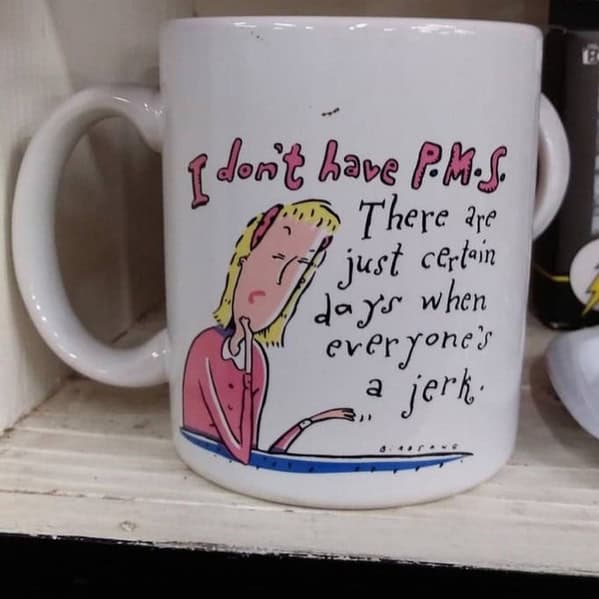 I don't have P.M.S.
There are
just certain
days when
everyone's
a jerk.